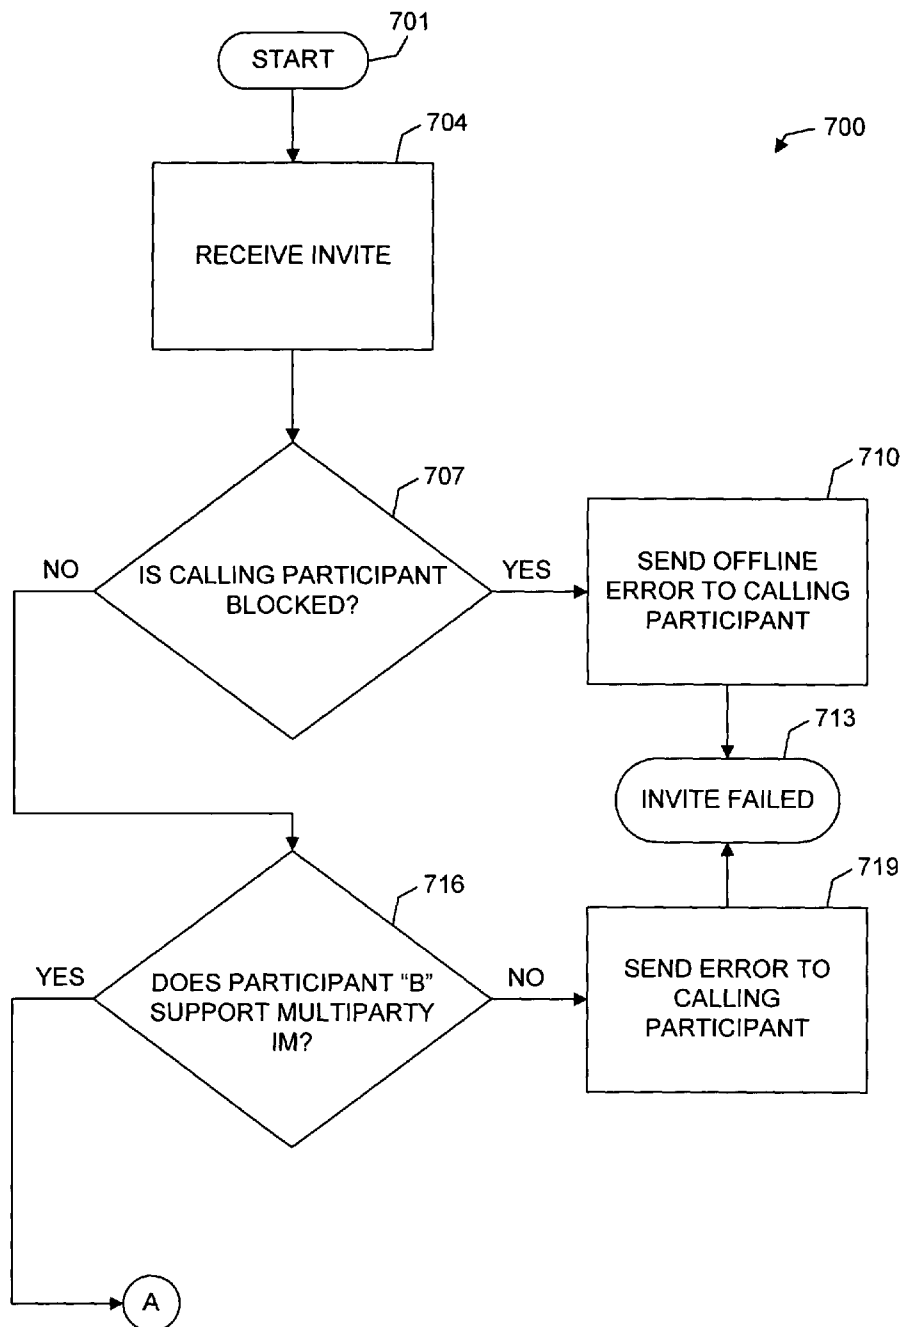 701
START
704
700
RECEIVE INVITE
707
710
NO
IS CALLING PARTICIPANT
BLOCKED?
YES
SEND OFFLINE
ERROR TO CALLING
PARTICIPANT
713
INVITE FAILED
716
719
YES
DOES PARTICIPANT “B”
SUPPORT MULTIPARTY
IM?
NO
SEND ERROR TO
CALLING
PARTICIPANT
A